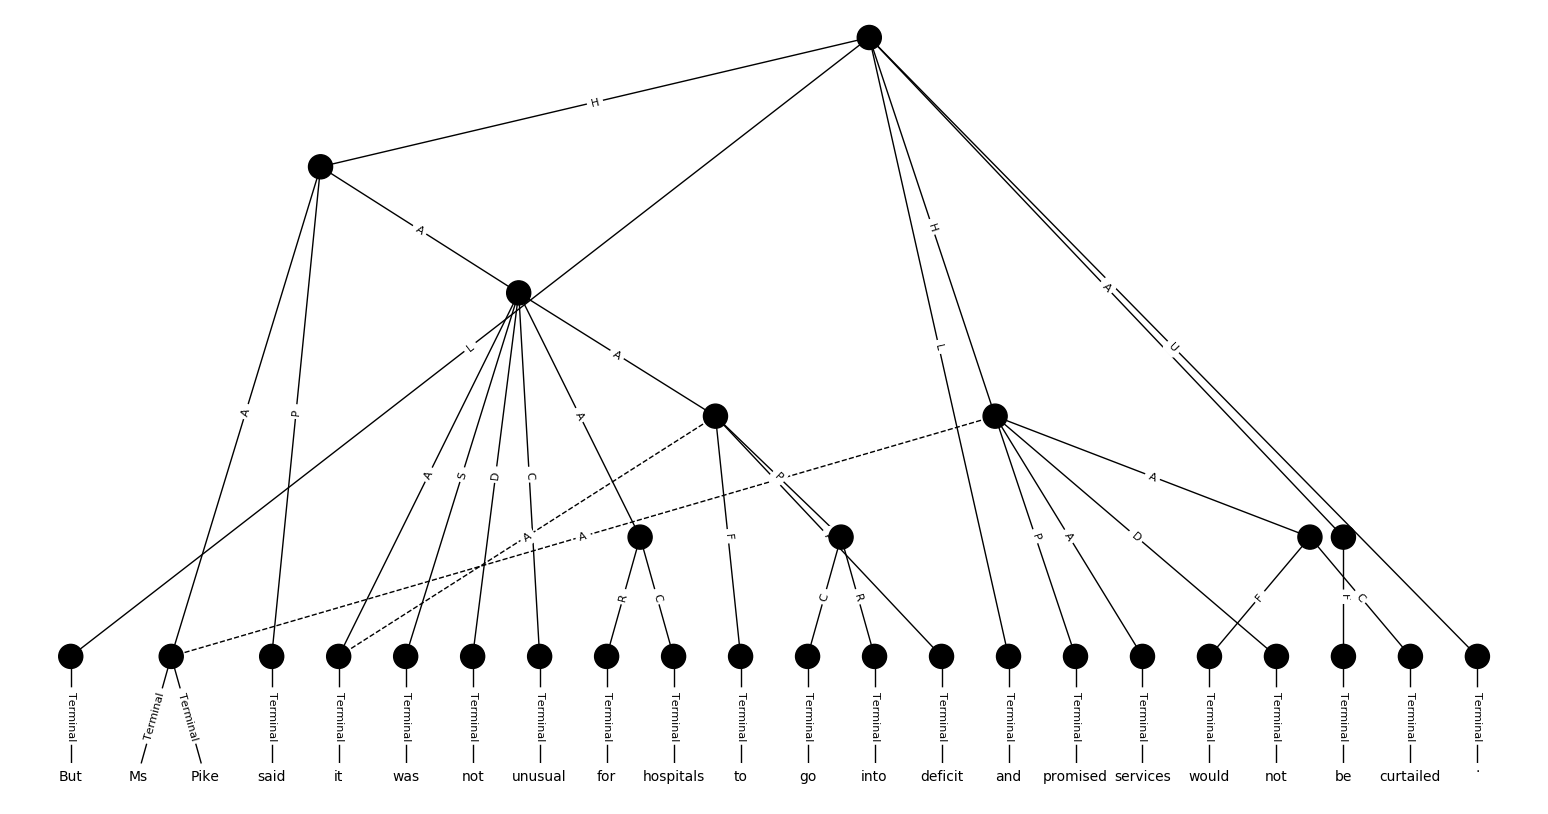 H
A
H
A
U
L
L
A
A
P
A
A
S
D
C
A
P
A
A
F
P
A
D
A
R
C
C
R
F
F
C
Terminal Terminal Terminal Terminal Terminal Terminal Terminal Terminal Terminal Terminal Terminal Terminal Terminal Terminal Terminal Terminal Terminal Terminal Terminal Terminal Terminal Terminal
But Ms Pike said it was not unusual for hospitals to go into deficit and promised services would not be curtailed .